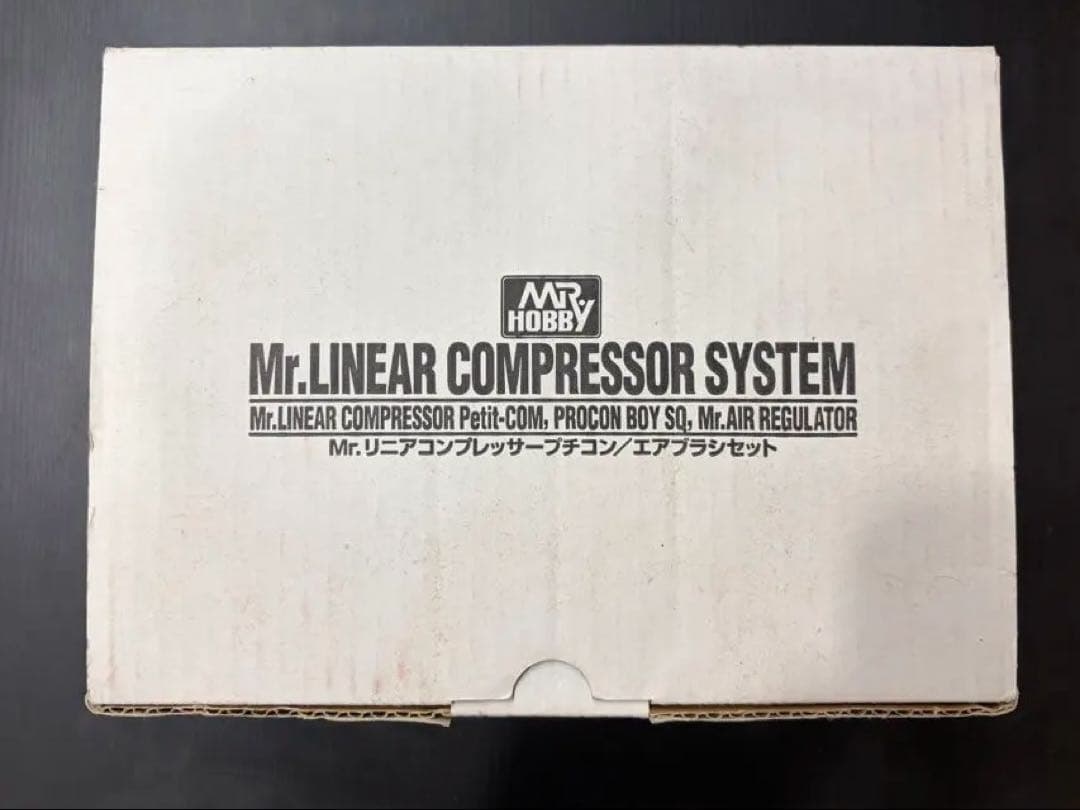 MR.
HOBBY
Mr.LINEAR COMPRESSOR SYSTEM
Mr.LINEAR COMPRESSOR Petit-COM, PROCON BOY SQ, Mr.AIR REGULATOR
Mr.リニアコンプレッサープチコン/エアブラシセット